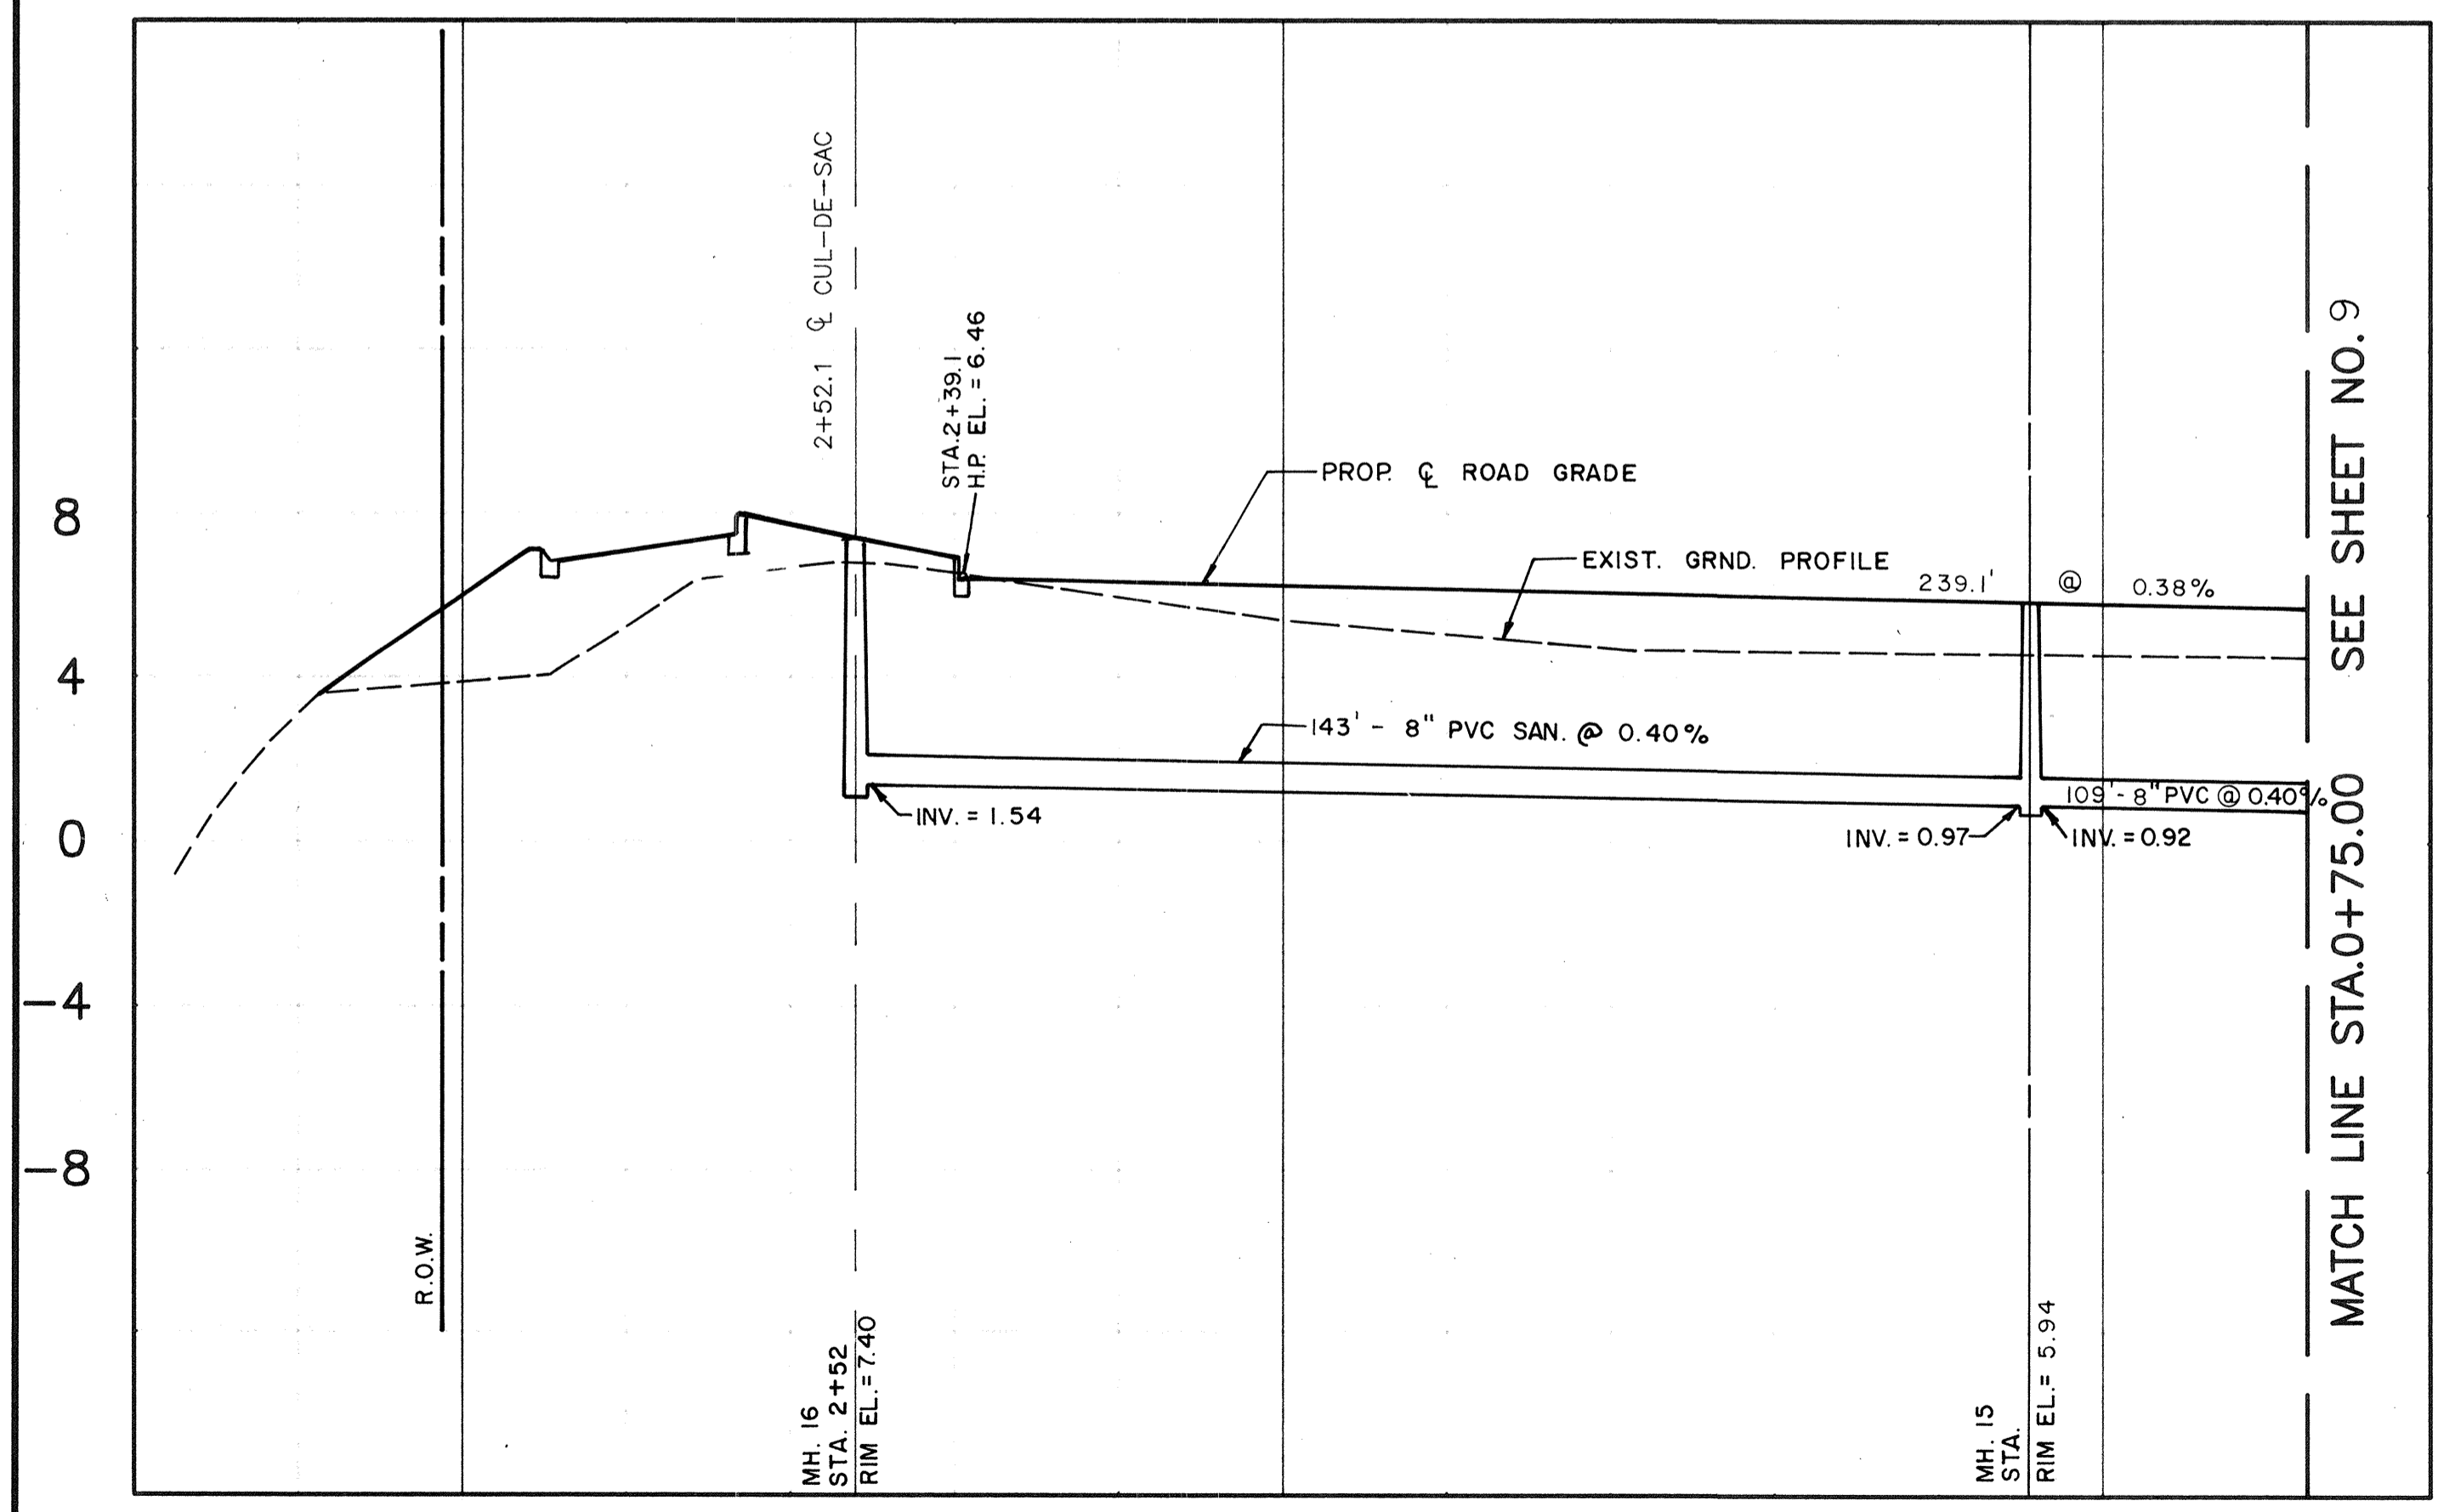 8
4
0
-4
-8
R.O.W.
2+52.1 ℄ CUL-DE-SAC
STA.2+39.1
H.P. EL. = 6.46
PROP. ℄ ROAD GRADE
EXIST. GRND. PROFILE
239.1' @ 0.38%
143' - 8" PVC SAN. @ 0.40%
109'- 8" PVC @ 0.40%
INV. = 1.54
INV. = 0.97
INV. = 0.92
MH. 16
STA. 2+52
RIM EL. = 7.40
MH. 15
STA.
RIM EL. = 5.94
MATCH LINE STA.0+75.00 SEE SHEET NO. 9